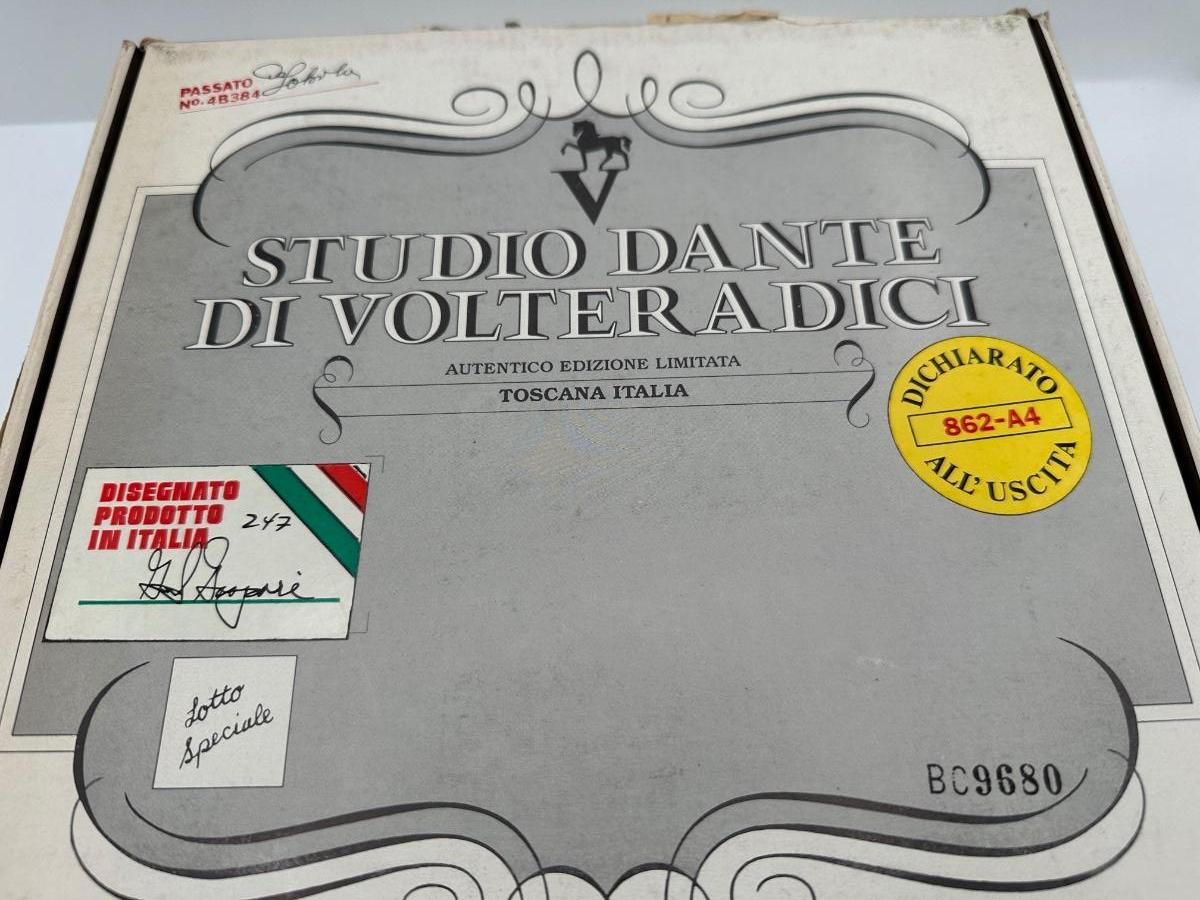 PASSATO
No. 4B384
V
STUDIO DANTE
DI VOLTERADICI
AUTENTICO EDIZIONE LIMITATA
TOSCANA ITALIA
DICHIARATO
862-A4
ALL' USCITA
DISEGNATO
PRODOTTO
IN ITALIA
247
Lotto
Speciale
BC9680